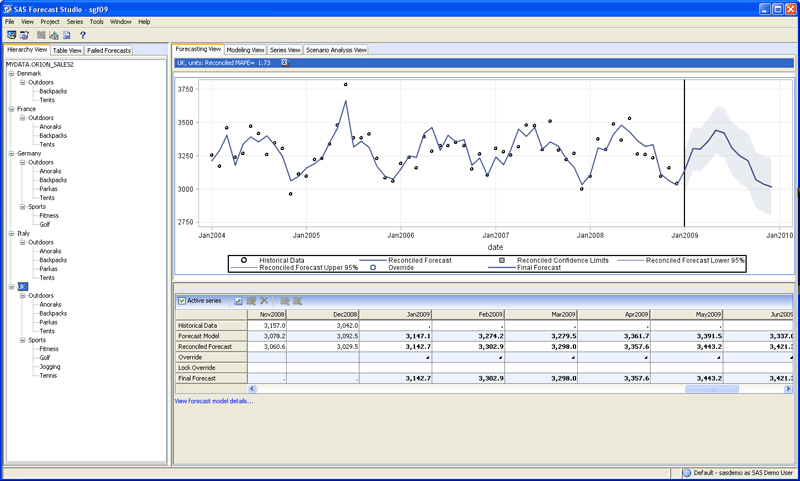 SAS Forecast Studio - sgf09
File View Project Series Tools Window Help
Hierarchy View Table View Failed Forecasts
MYDATA.ORION_SALES2
Denmark
Outdoors
Backpacks
Tents
France
Outdoors
Anoraks
Backpacks
Tents
Germany
Outdoors
Anoraks
Backpacks
Parkas
Tents
Sports
Fitness
Golf
Italy
Outdoors
Anoraks
Backpacks
Parkas
Tents
UK
Outdoors
Anoraks
Backpacks
Parkas
Tents
Sports
Fitness
Golf
Jogging
Tennis
Forecasting View Modeling View Series View Scenario Analysis View
UK, units: Reconciled MAPE= 1.73
3750
3500
3250
3000
2750
Jan2004 Jan2005 Jan2006 Jan2007 Jan2008 Jan2009 Jan2010
date
Historical Data Reconciled Forecast Reconciled Confidence Limits Reconciled Forecast Lower 95%
Reconciled Forecast Upper 95% Override Final Forecast
Active series
Nov2008 Dec2008 Jan2009 Feb2009 Mar2009 Apr2009 May2009 Jun2009
Historical Data 3,157.0 3,042.0 . . . . . .
Forecast Model 3,078.2 3,092.5 3,147.1 3,274.2 3,279.5 3,361.7 3,391.5 3,337.0
Reconciled Forecast 3,060.6 3,029.5 3,142.7 3,302.9 3,298.0 3,357.6 3,443.2 3,421.3
Override
Lock Override
Final Forecast . . 3,142.7 3,302.9 3,298.0 3,357.6 3,443.2 3,421.3
View forecast model details...
Default - sasdemo as SAS Demo User